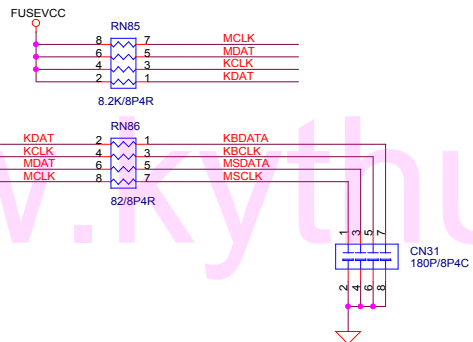 FUSEVCC
RN85
8 7 MCLK
6 5 MDAT
4 3 KCLK
2 1 KDAT
8.2K/8P4R
RN86
KDAT 2 1 KBDATA
KCLK 4 3 KBCLK
MDAT 6 5 MSDATA
MCLK 8 7 MSCLK
82/8P4R
w.kythu
1 3 5 7
CN31
180P/8P4C
2 4 6 8